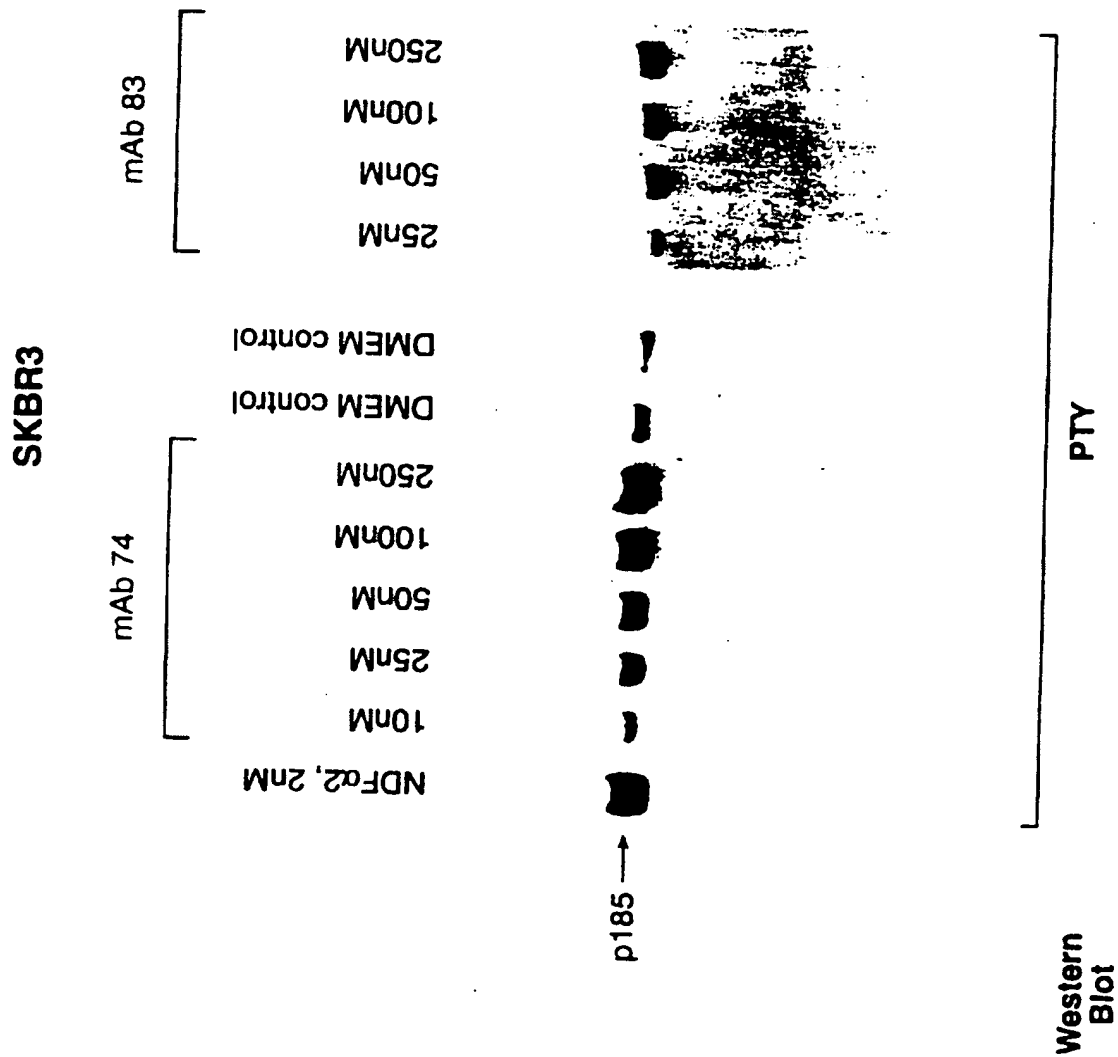 SKBR3
mAb 74
mAb 83
NDFα2, 2nM
10nM
25nM
50nM
100nM
250nM
DMEM control
DMEM control
25nM
50nM
100nM
250nM
p185
Western
Blot
PTY